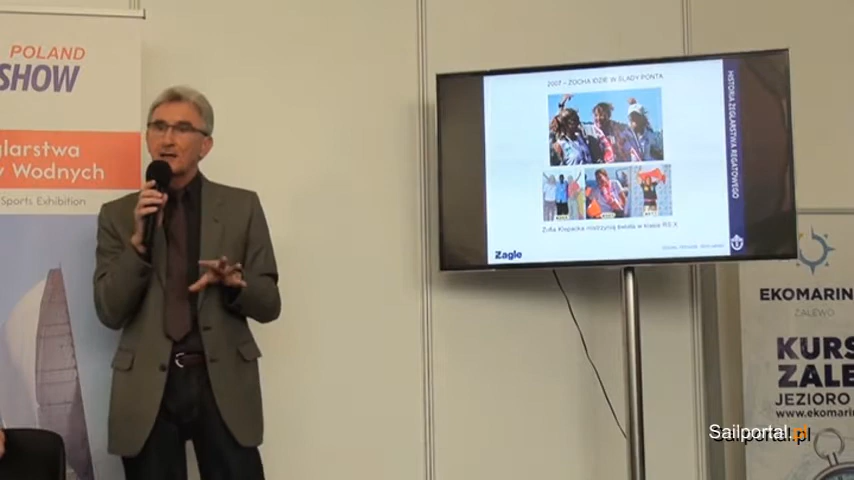 POLAND
SHOW
glarstwa
y Wodnych
Sports Exhibition
2007 – ZOCHA IDZIE W ŚLADY PONTA
HISTORIA ŻEGLARSTWA REGATOWEGO
Zofia Klepacka mistrzynią świata w klasie RS:X
Żagle
EKOMARIN
ZALEWO
KURS
ZALE
JEZIORO
www.ekomarin
Sailportal.pl